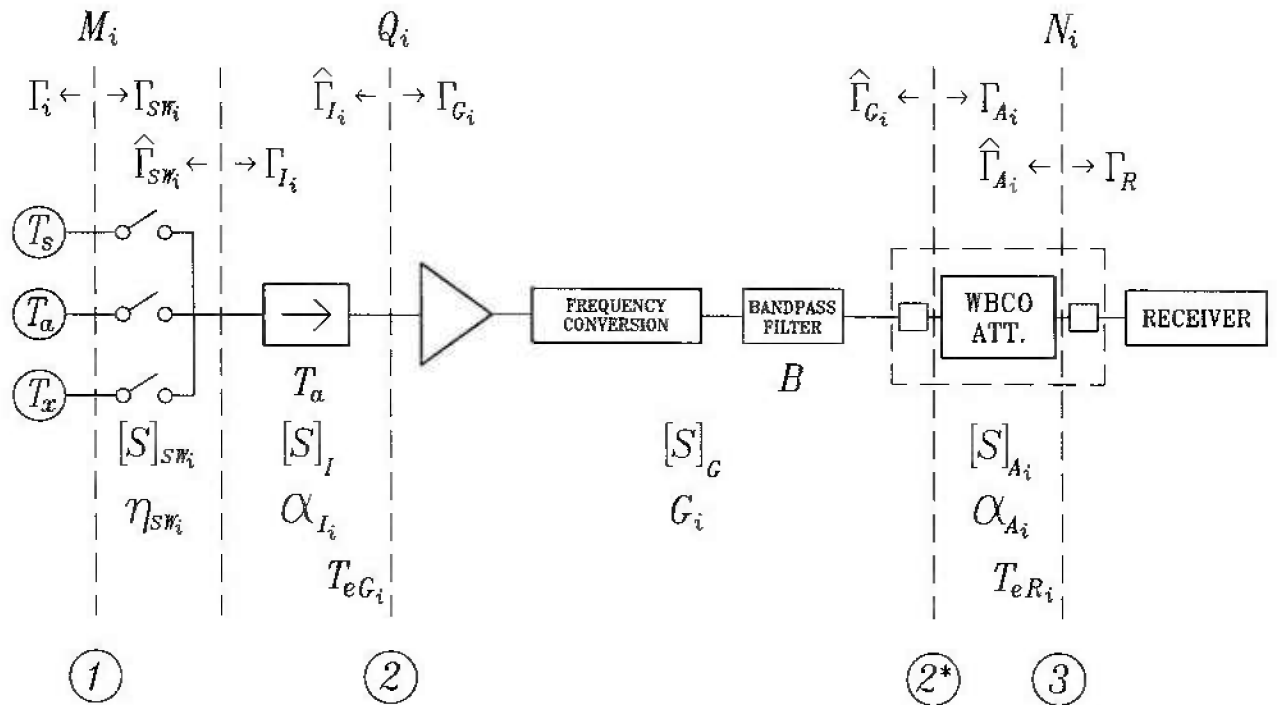 M_i Q_i N_i
Γ_i ← → Γ_{SW_i} Γ̂_{I_i} ← → Γ_{G_i} Γ̂_{G_i} ← → Γ_{A_i}
Γ̂_{SW_i} ← → Γ_{I_i} Γ̂_{A_i} ← → Γ_R
T_s
T_a
T_x
→
FREQUENCY
CONVERSION
BANDPASS
FILTER
WBCO
ATT.
RECEIVER
T_a B
[S]_{SW_i} [S]_I [S]_G [S]_{A_i}
η_{SW_i} α_{I_i} G_i α_{A_i}
T_{eG_i} T_{eR_i}
1 2 2* 3